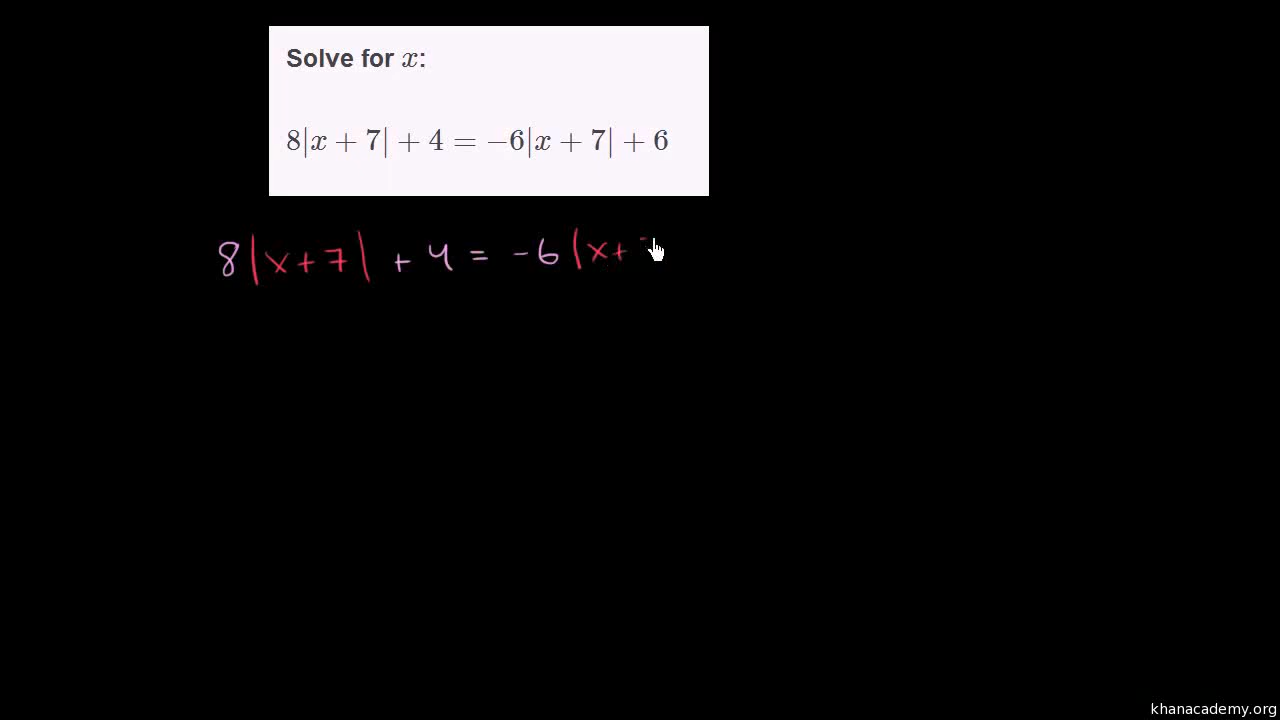 Solve for x:
8|x + 7| + 4 = −6|x + 7| + 6
8|x+7| + 4 = -6|x+
khanacademy.org